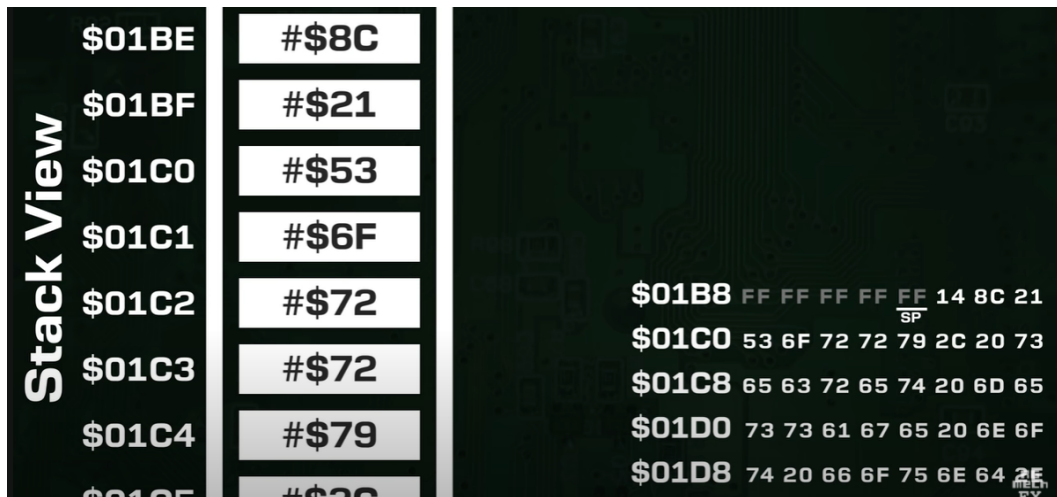 Stack View
$01BE #$8C
$01BF #$21
$01C0 #$53
$01C1 #$6F
$01C2 #$72
$01C3 #$72
$01C4 #$79
$01B8 FF FF FF FF FF 14 8C 21
SP
$01C0 53 6F 72 72 79 2C 20 73
$01C8 65 63 72 65 74 20 6D 65
$01D0 73 73 61 67 65 20 6E 6F
$01D8 74 20 66 6F 75 6E 64